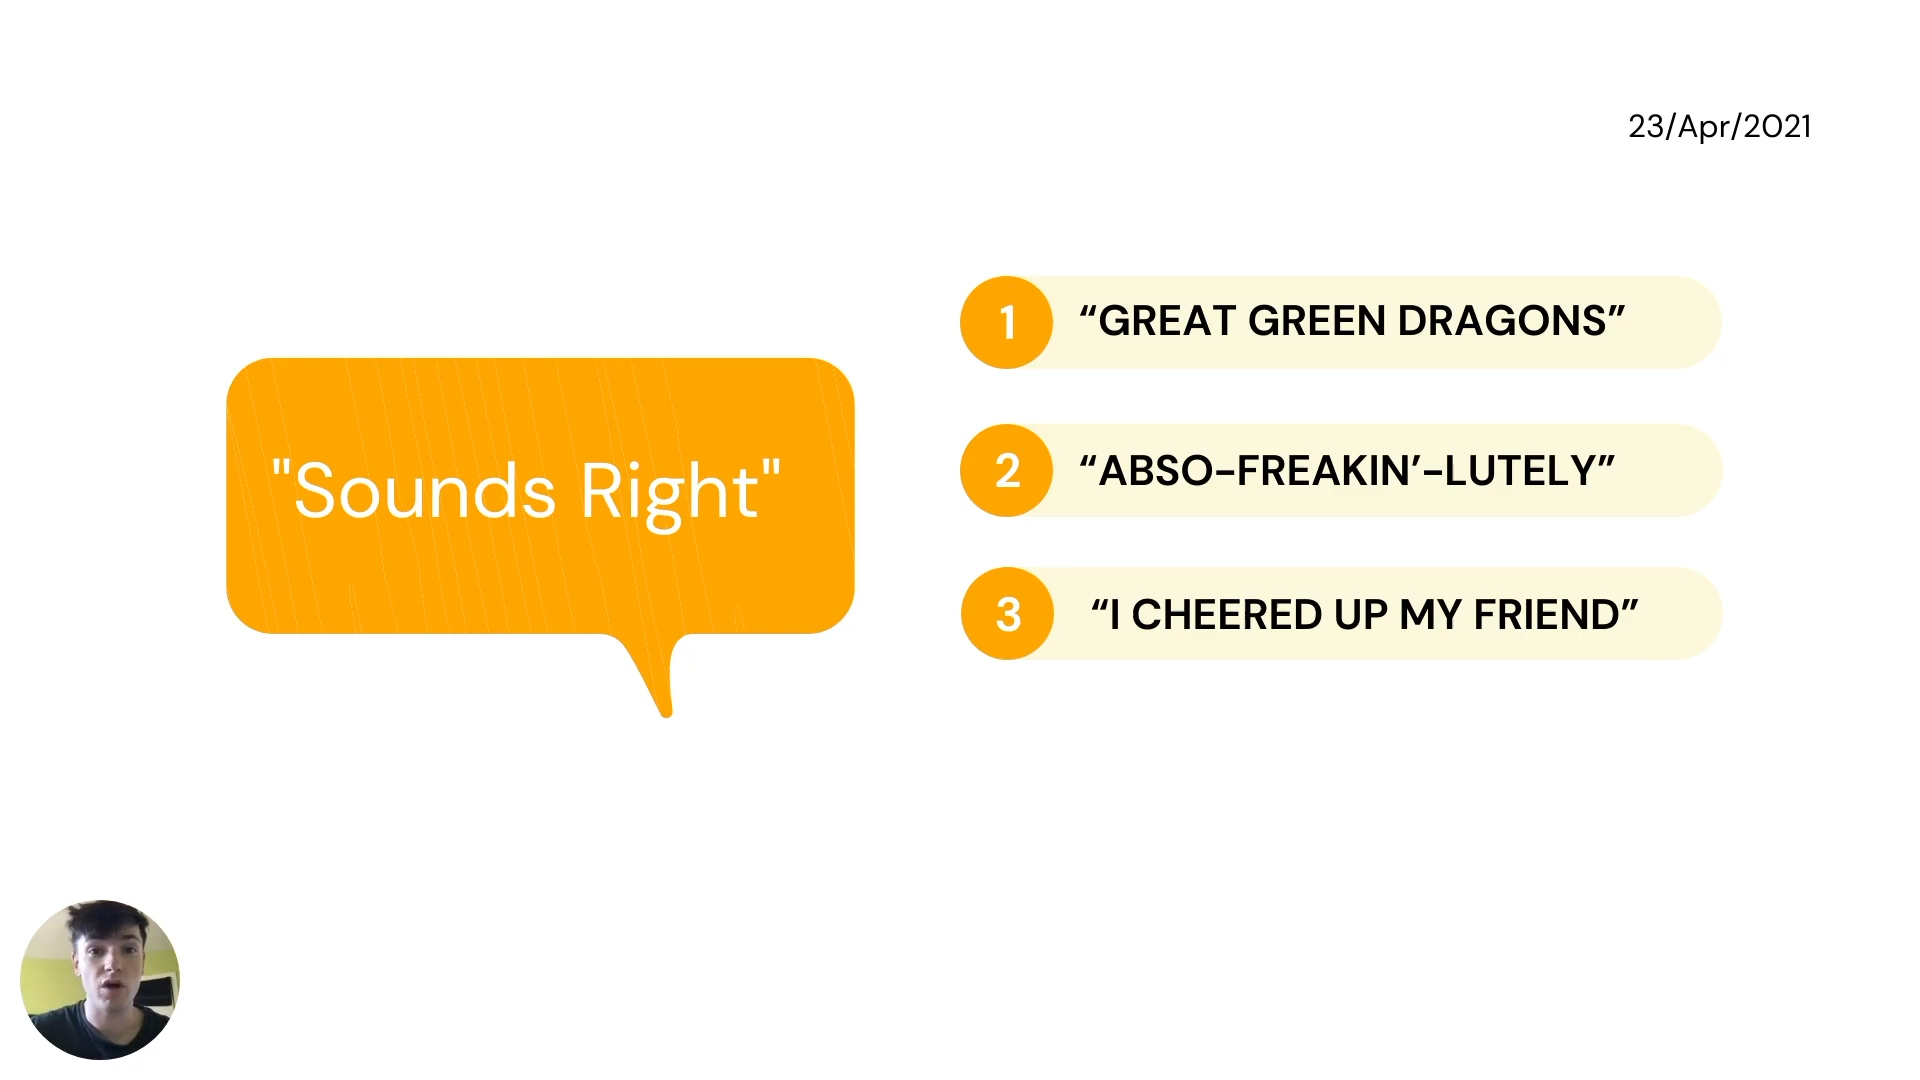 23/Apr/2021
"Sounds Right"
1 “GREAT GREEN DRAGONS”
2 “ABSO-FREAKIN’-LUTELY”
3 “I CHEERED UP MY FRIEND”